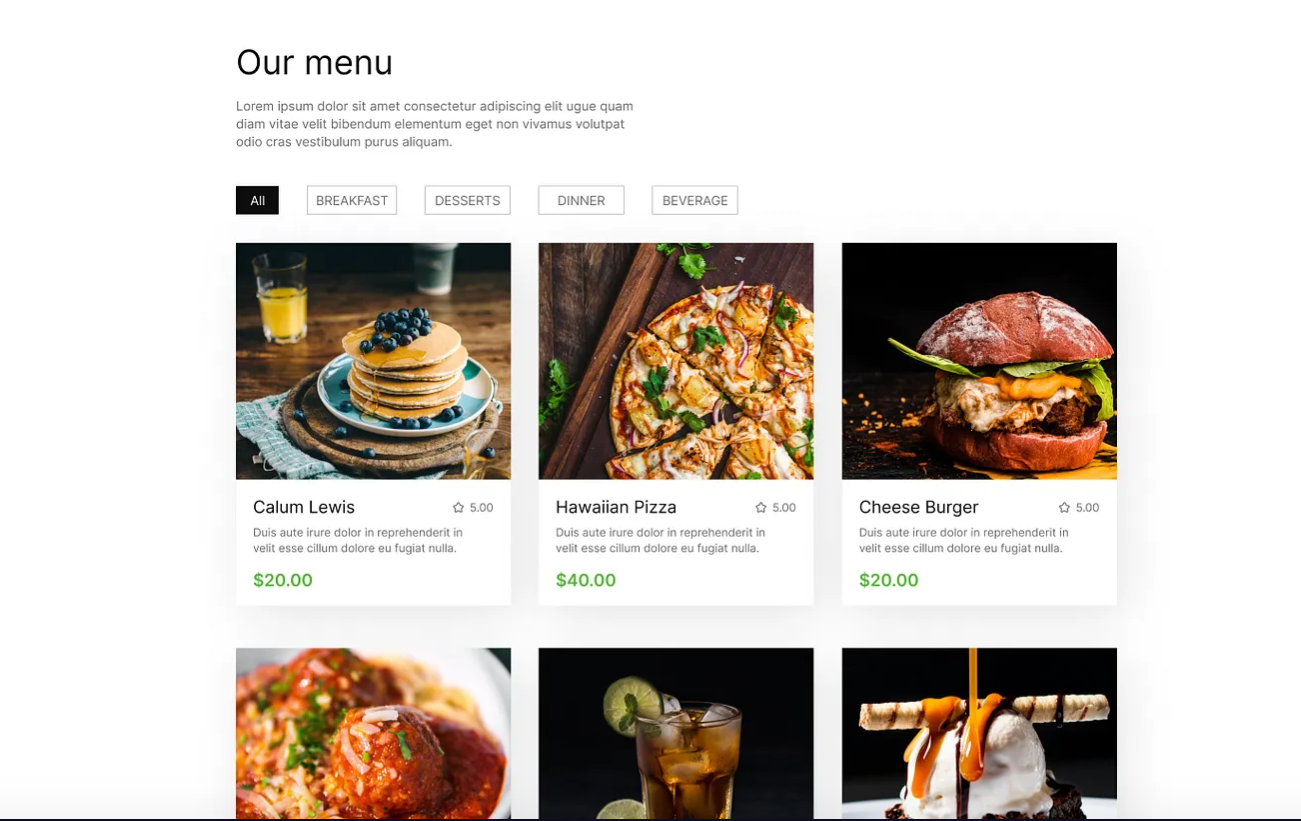 Our menu
Lorem ipsum dolor sit amet consectetur adipiscing elit ugue quam
diam vitae velit bibendum elementum eget non vivamus volutpat
odio cras vestibulum purus aliquam.
All BREAKFAST DESSERTS DINNER BEVERAGE
Calum Lewis 5.00
Duis aute irure dolor in reprehenderit in
velit esse cillum dolore eu fugiat nulla.
$20.00
Hawaiian Pizza 5.00
Duis aute irure dolor in reprehenderit in
velit esse cillum dolore eu fugiat nulla.
$40.00
Cheese Burger 5.00
Duis aute irure dolor in reprehenderit in
velit esse cillum dolore eu fugiat nulla.
$20.00